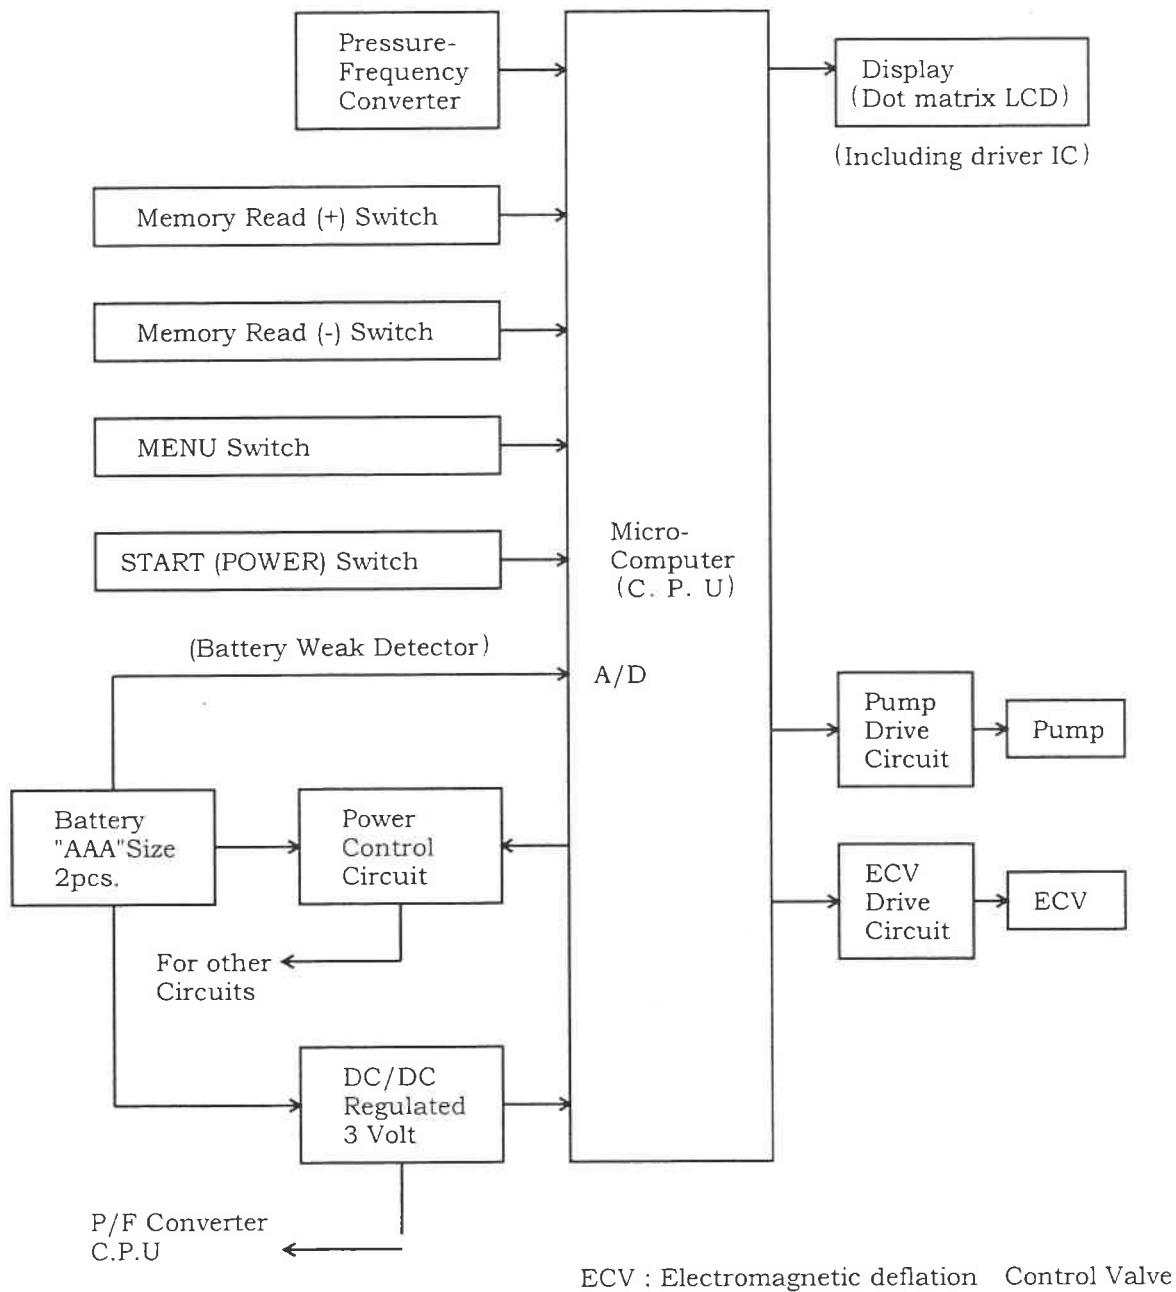 Pressure-
Frequency
Converter
Display
(Dot matrix LCD)
(Including driver IC)
Memory Read (+) Switch
Memory Read (-) Switch
MENU Switch
START (POWER) Switch
Micro-
Computer
(C. P. U)
(Battery Weak Detector)
A/D
Pump
Drive
Circuit
Pump
Battery
"AAA"Size
2pcs.
Power
Control
Circuit
ECV
Drive
Circuit
ECV
For other
Circuits
DC/DC
Regulated
3 Volt
P/F Converter
C.P.U
ECV : Electromagnetic deflation Control Valve